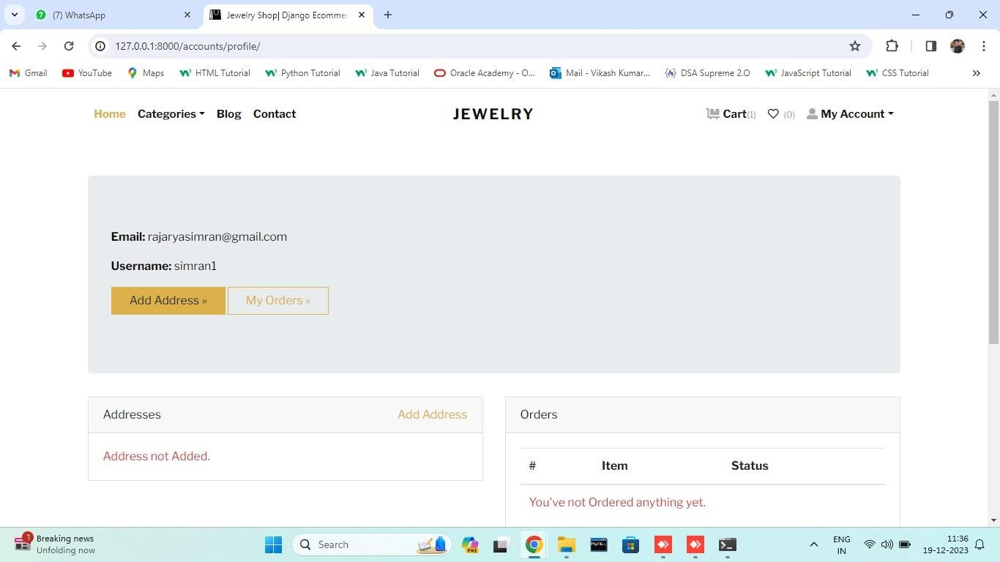 (7) WhatsApp
Jewelry Shop| Django Ecommer
127.0.0.1:8000/accounts/profile/
Gmail YouTube Maps HTML Tutorial Python Tutorial Java Tutorial Oracle Academy - O... Mail - Vikash Kumar... DSA Supreme 2.O JavaScript Tutorial CSS Tutorial »
Home Categories Blog Contact JEWELRY Cart(1) (0) My Account
Email: rajaryasimran@gmail.com
Username: simran1
Add Address » My Orders »
Addresses Add Address
Address not Added.
Orders
# Item Status
You've not Ordered anything yet.
1 Breaking news
Unfolding now
Search
PRE
MySQL
ENG
IN
11:36
19-12-2023